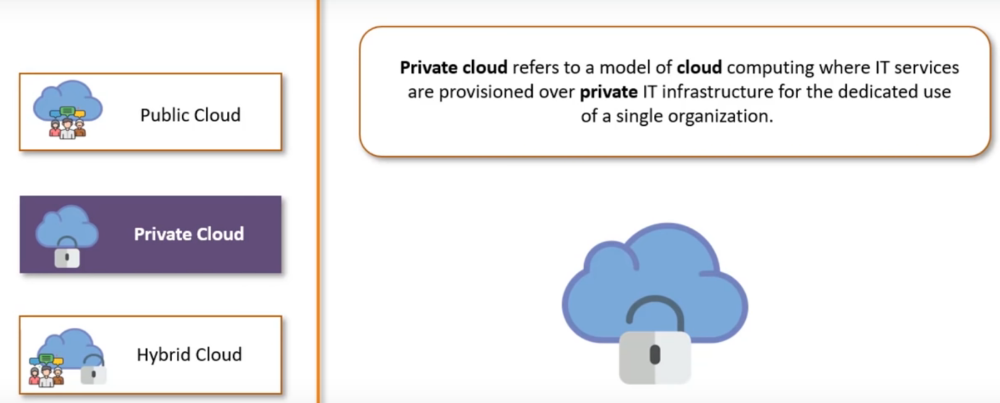 Public Cloud
Private Cloud
Hybrid Cloud
Private cloud refers to a model of cloud computing where IT services
are provisioned over private IT infrastructure for the dedicated use
of a single organization.